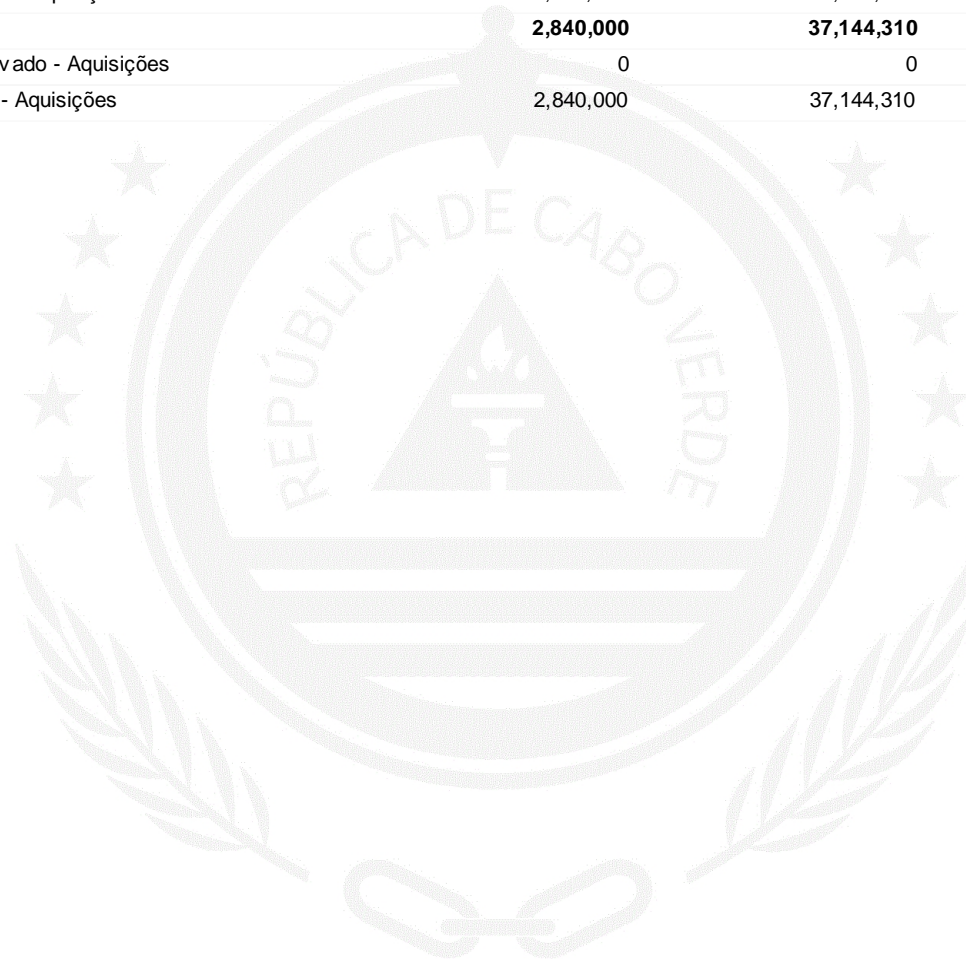 2,840,000 37,144,310
vado - Aquisições 0 0
- Aquisições 2,840,000 37,144,310
REPÚBLICA DE CABO VERDE